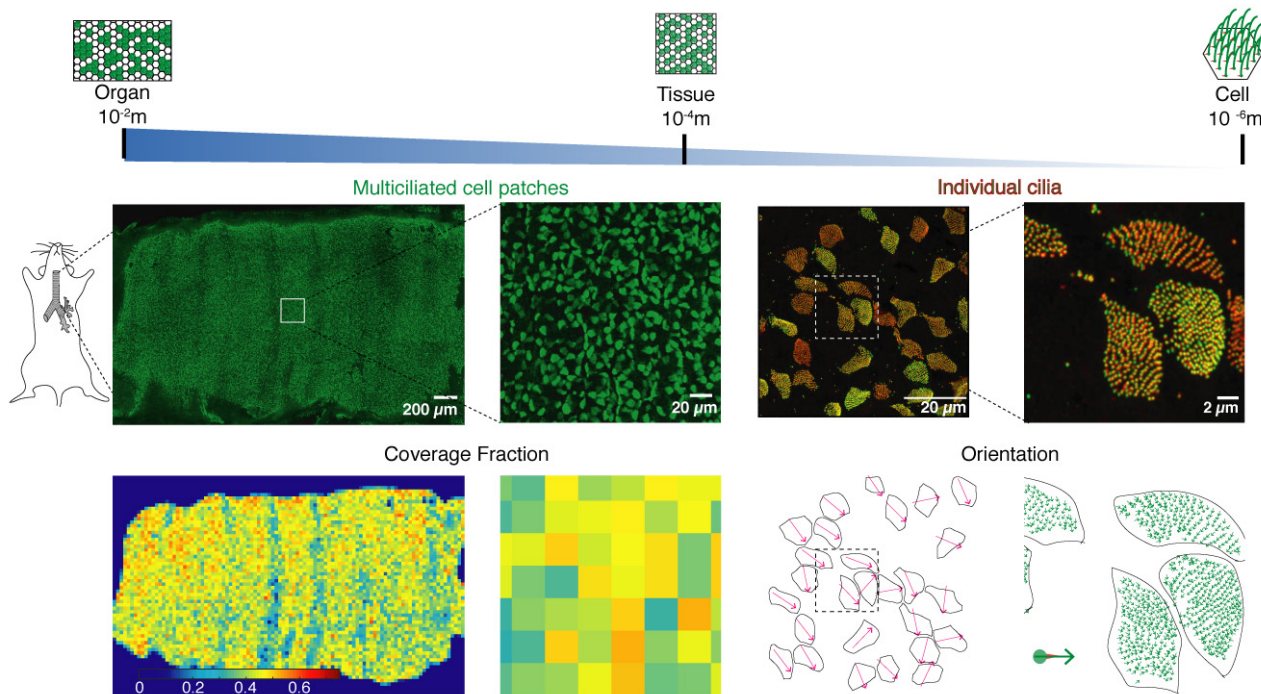 Organ
10⁻²m
Tissue
10⁻⁴m
Cell
10 ⁻⁶m
Multiciliated cell patches
Individual cilia
200 µm
20 µm
20 µm
2 µm
Coverage Fraction
Orientation
0 0.2 0.4 0.6